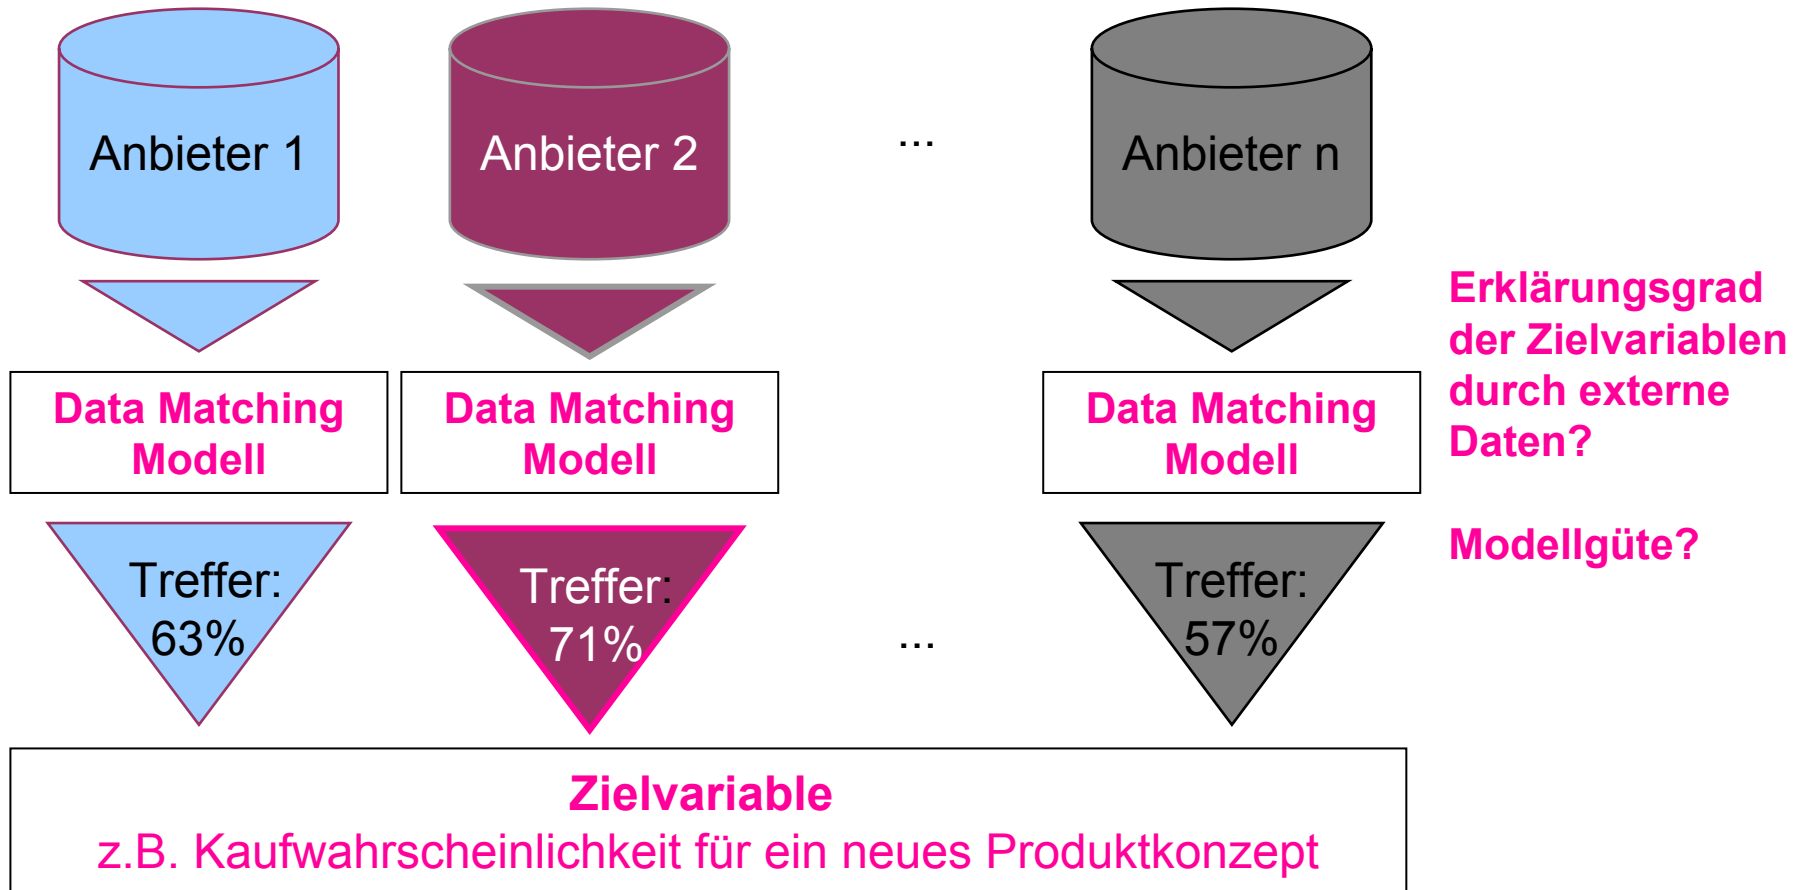 Anbieter 1
Anbieter 2
...
Anbieter n
Data Matching
Modell
Data Matching
Modell
Data Matching
Modell
Erklärungsgrad
der Zielvariablen
durch externe
Daten?
Modellgüte?
Treffer:
63%
Treffer:
71%
...
Treffer:
57%
Zielvariable
z.B. Kaufwahrscheinlichkeit für ein neues Produktkonzept